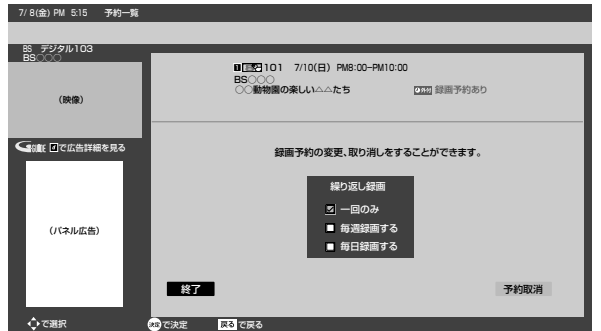 7/ 8(金) PM 5:15 予約一覧
BS デジタル103
BS○○○
(映像)
で広告詳細を見る
(パネル広告)
1 101 7/10(日) PM8:00-PM10:00
BS○○○
○○動物園の楽しい△△たち
録画予約あり
録画予約の変更、取り消しをすることができます。
繰り返し録画
一回のみ
毎週録画する
毎日録画する
終了
予約取消
で選択
決定で決定
戻るで戻る